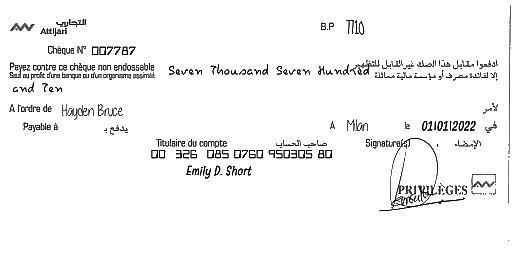 التجاري
Attijari
B.P 7710
Chèque N° 007787
Payez contre ce chèque non endossable
ادفعوا مقابل هذا الصك غير القابل للتظهير
Seven Thousand Seven Hundred
Sauf au profit d'une banque ou d'un organisme assimilé
إلا لفائدة مصرف أو مؤسسة مالية مماثلة
and Ten
A l'ordre de Hayden Bruce
لأمر
Payable à
يدفع بـ
A Milan le 01/01/2022 في
Titulaire du compte صاحب الحساب
Signature(s) الإمضاء
00 326 085 0760 950305 80
Emily D. Short
PRIVILÈGES